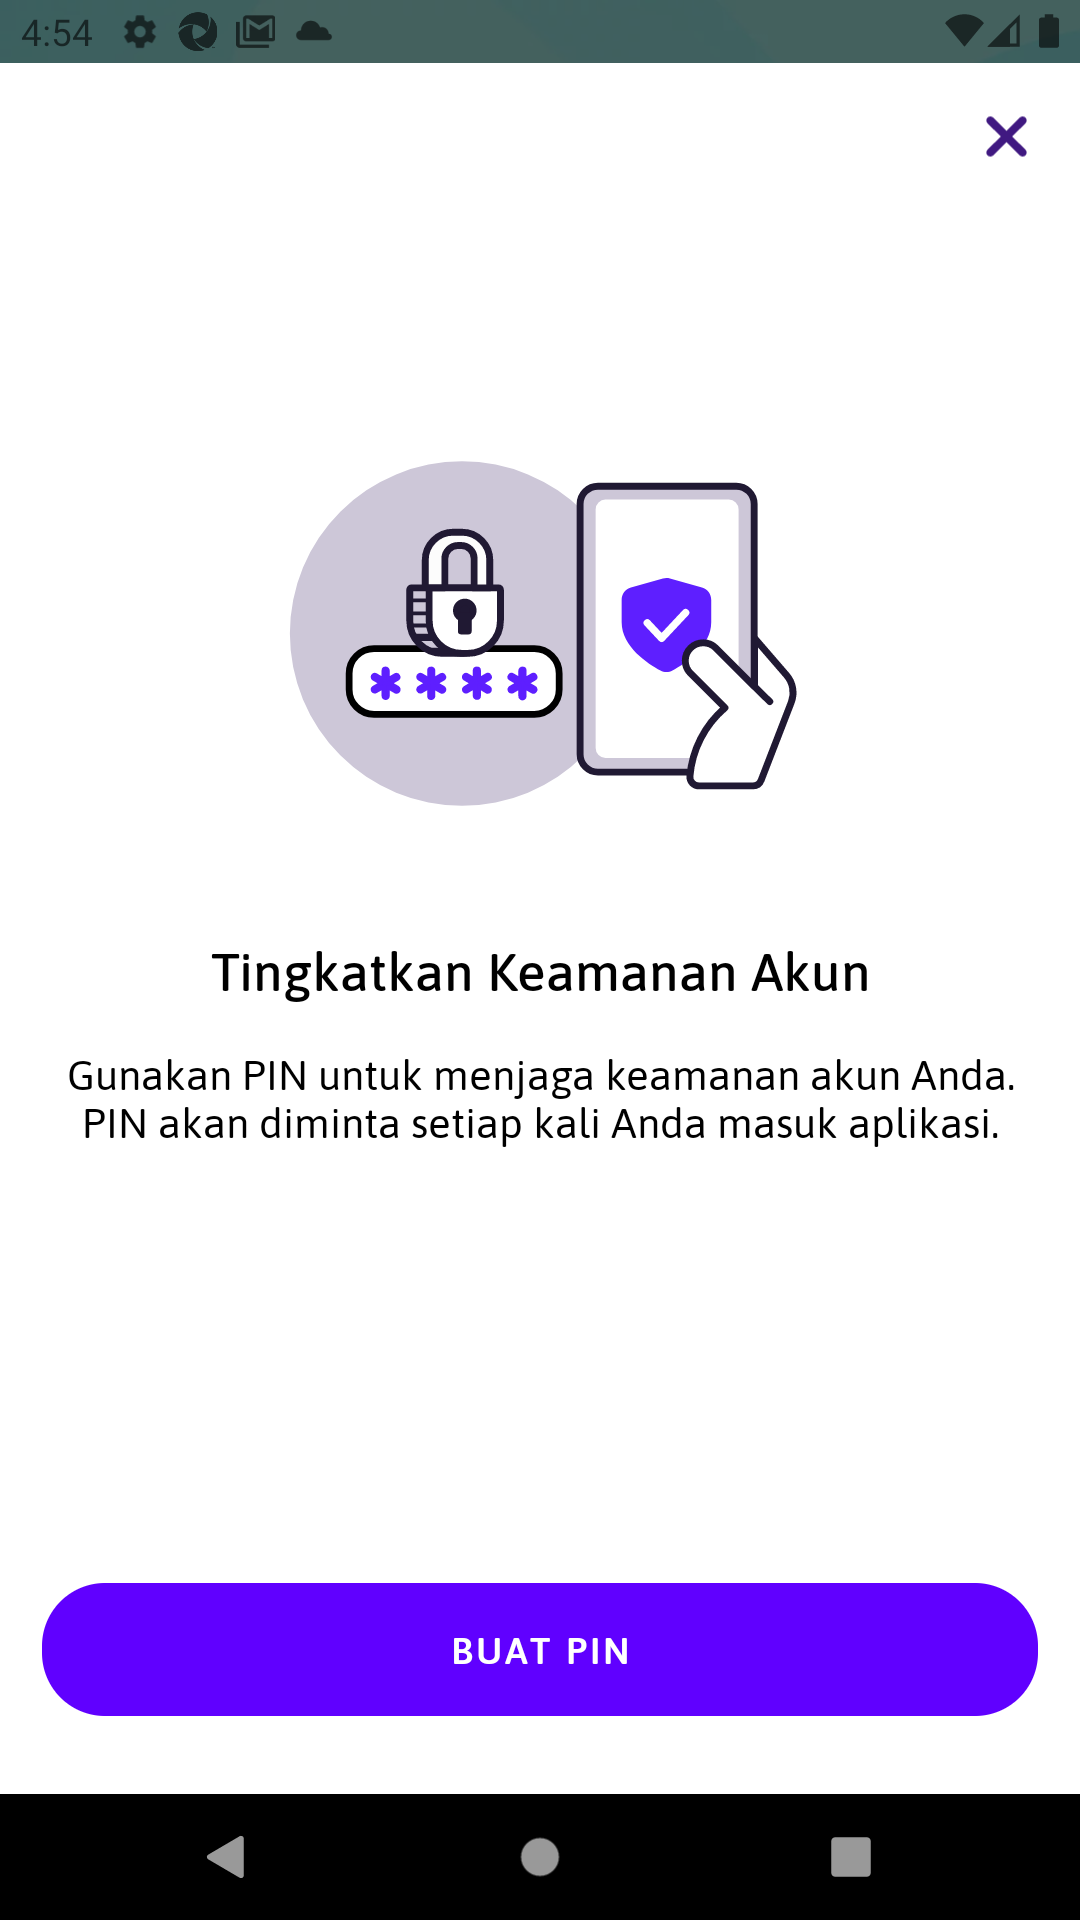 4:54
Tingkatkan Keamanan Akun
Gunakan PIN untuk menjaga keamanan akun Anda.
PIN akan diminta setiap kali Anda masuk aplikasi.
BUAT PIN